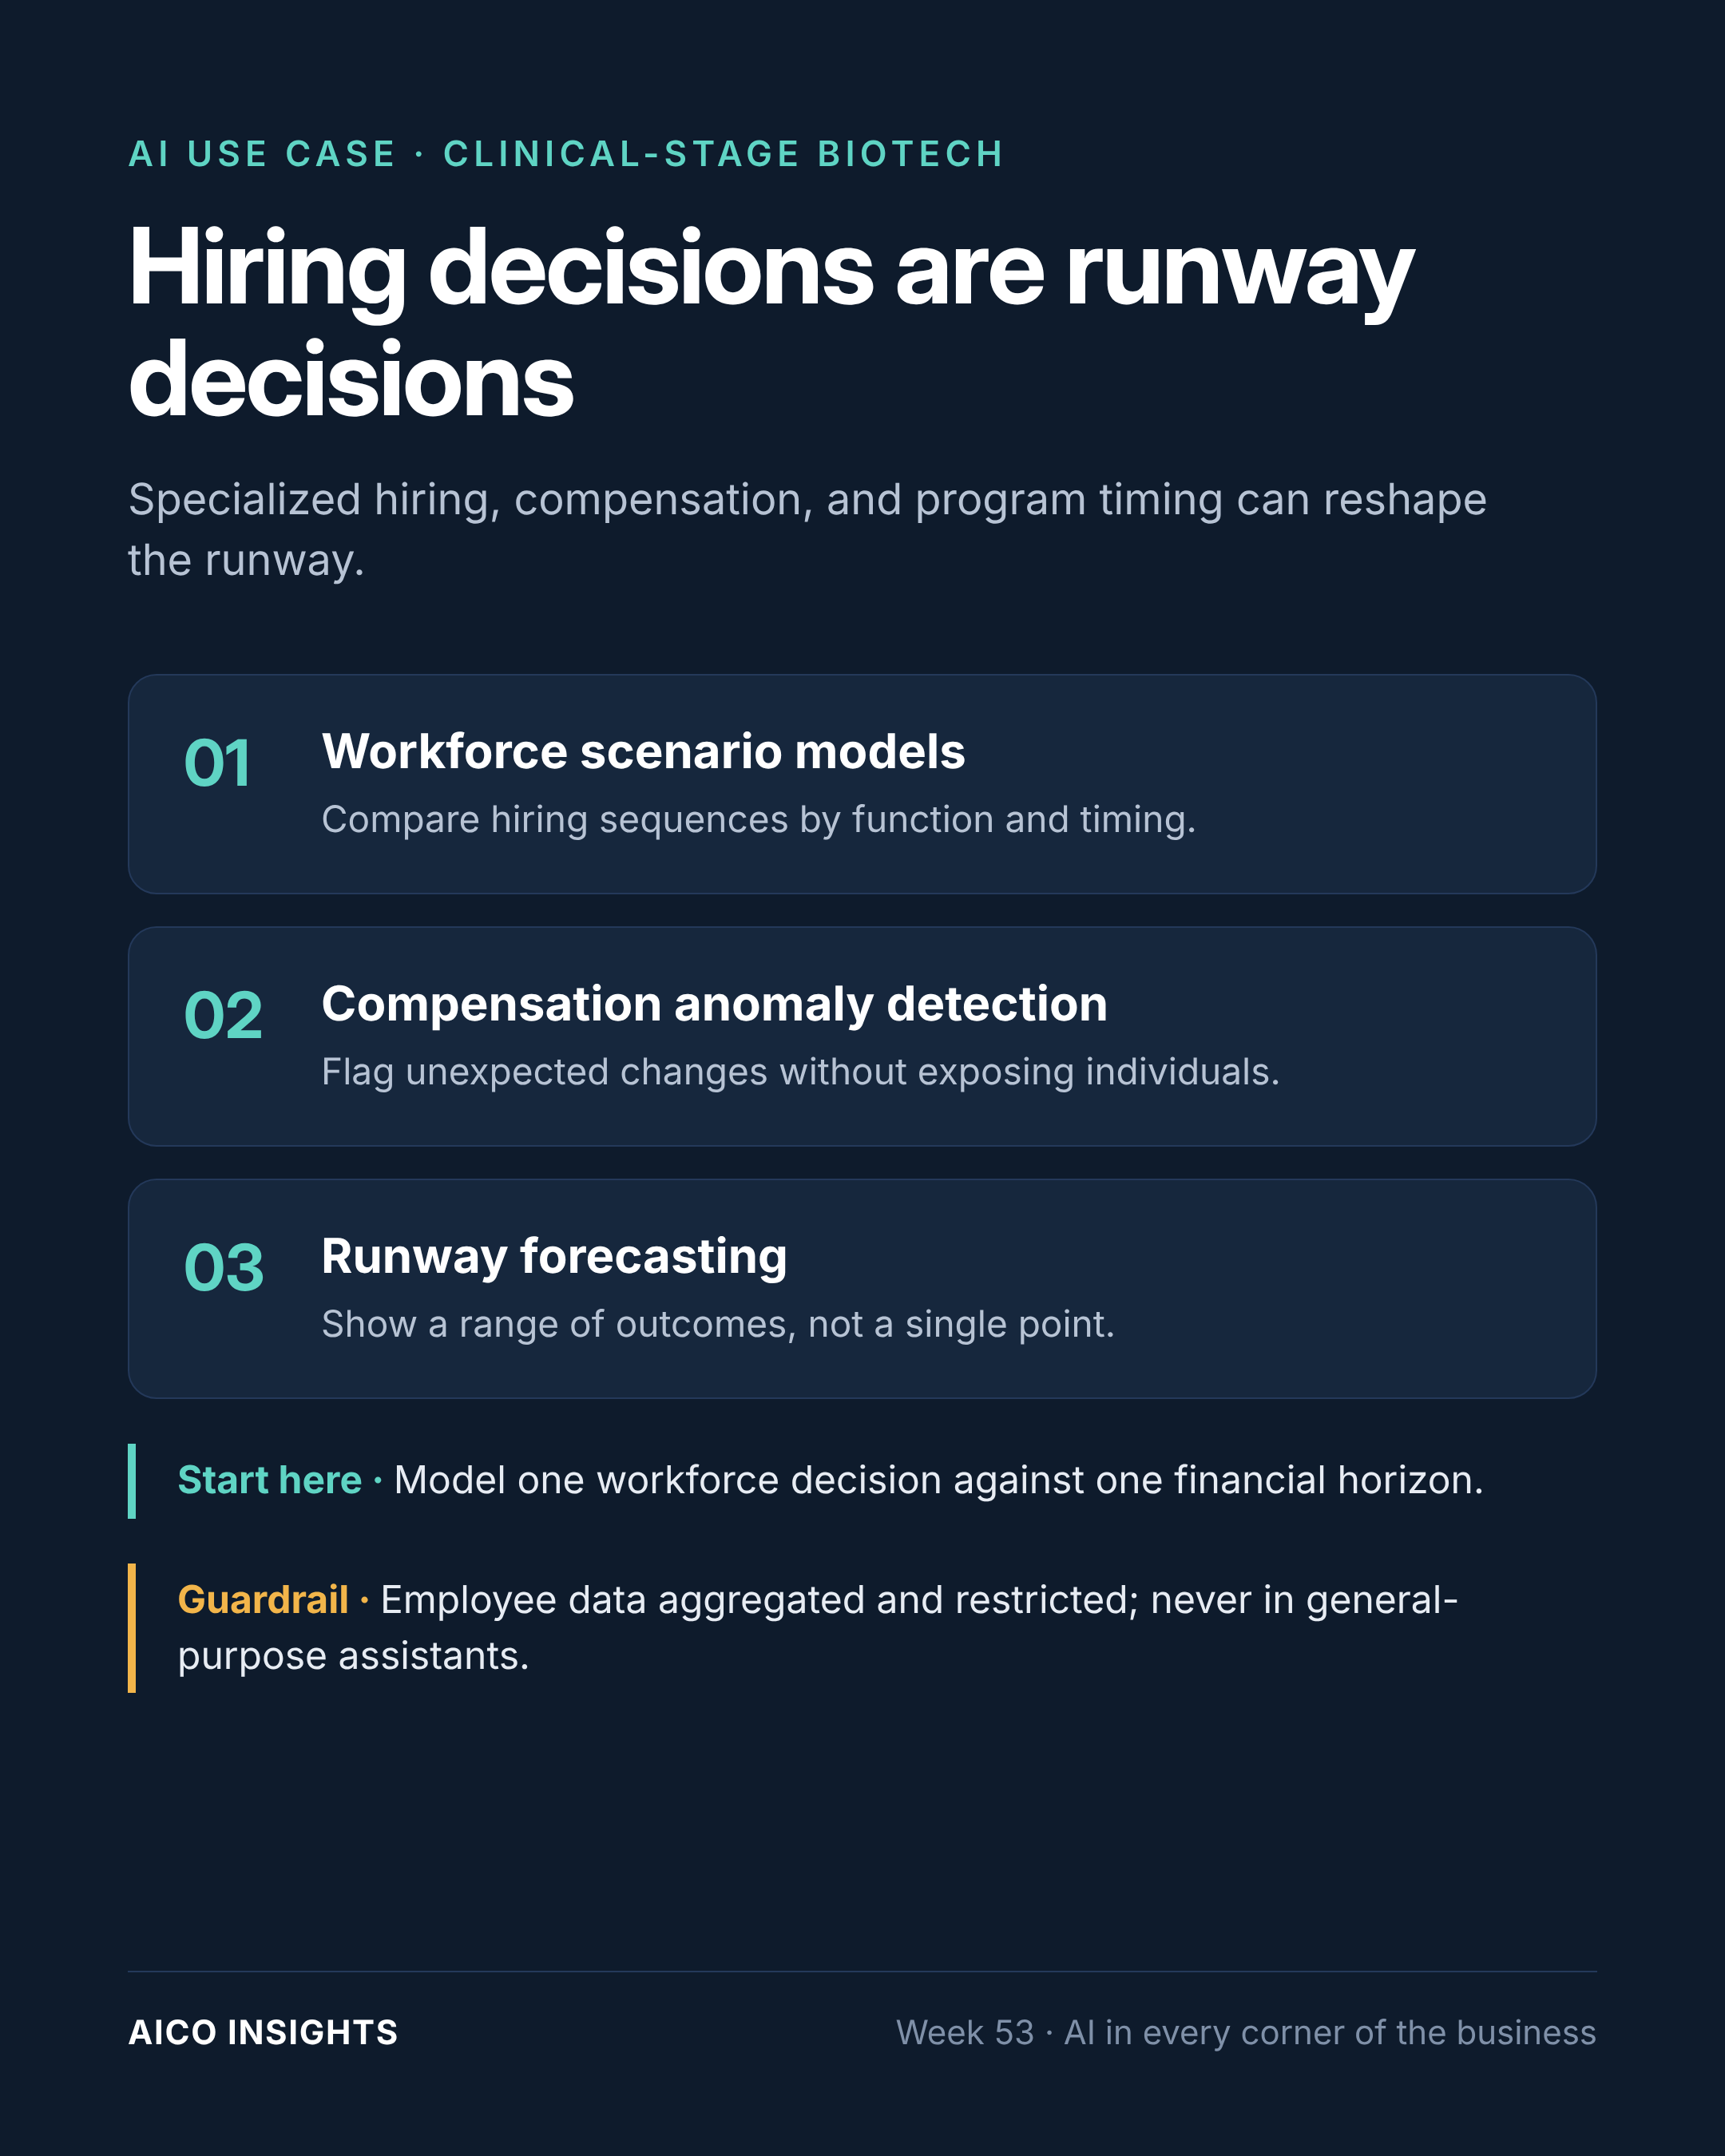 AI USE CASE · CLINICAL-STAGE BIOTECH
Hiring decisions are runway
decisions
Specialized hiring, compensation, and program timing can reshape
the runway.
01
Workforce scenario models
Compare hiring sequences by function and timing.
02
Compensation anomaly detection
Flag unexpected changes without exposing individuals.
03
Runway forecasting
Show a range of outcomes, not a single point.
Start here · Model one workforce decision against one financial horizon.
Guardrail · Employee data aggregated and restricted; never in general-
purpose assistants.
AICO INSIGHTS
Week 53 · AI in every corner of the business